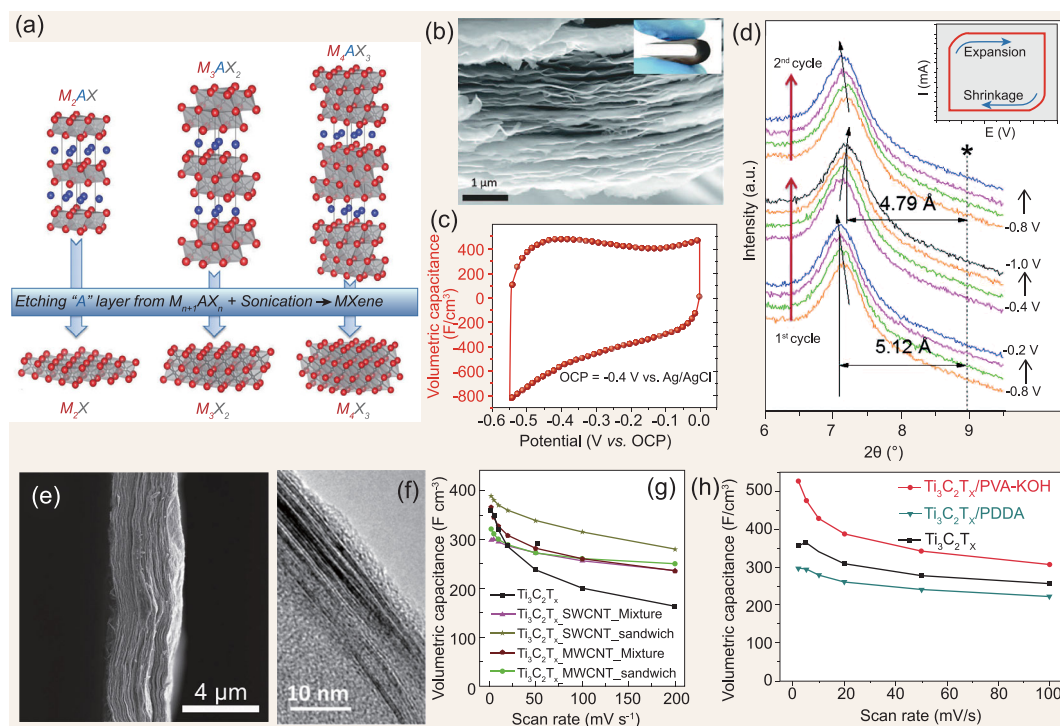 (a)
M₂AX
M₃AX₂
M₄AX₃
Etching "A" layer from Mₙ₊₁AXₙ + Sonication → MXene
M₂X
M₃X₂
M₄X₃
(b)
1 µm
(c)
Volumetric capacitance
(F/cm³)
400
200
0
-200
-400
-600
-800
OCP = -0.4 V vs. Ag/AgCl
-0.6
-0.5
-0.4
-0.3
-0.2
-0.1
0.0
Potential (V vs. OCP)
(d)
Intensity (a.u.)
2nd cycle
1st cycle
I (mA)
Expansion
Shrinkage
E (V)
*
4.79 Å
5.12 Å
-0.8 V
-1.0 V
-0.4 V
-0.2 V
-0.8 V
6
7
8
9
2θ (°)
(e)
4 µm
(f)
10 nm
(g)
Volumetric capacitance (F cm⁻³)
400
350
300
250
200
150
100
50
0
Ti₃C₂Tₓ
Ti₃C₂Tₓ_SWCNT_Mixture
Ti₃C₂Tₓ_SWCNT_sandwich
Ti₃C₂Tₓ_MWCNT_Mixture
Ti₃C₂Tₓ_MWCNT_sandwich
0
50
100
150
200
Scan rate (mV s⁻¹)
(h)
Volumetric capacitance (F/cm³)
500
400
300
200
100
0
Ti₃C₂Tₓ/PVA-KOH
Ti₃C₂Tₓ/PDDA
Ti₃C₂Tₓ
0
20
40
60
80
100
Scan rate (mV/s)